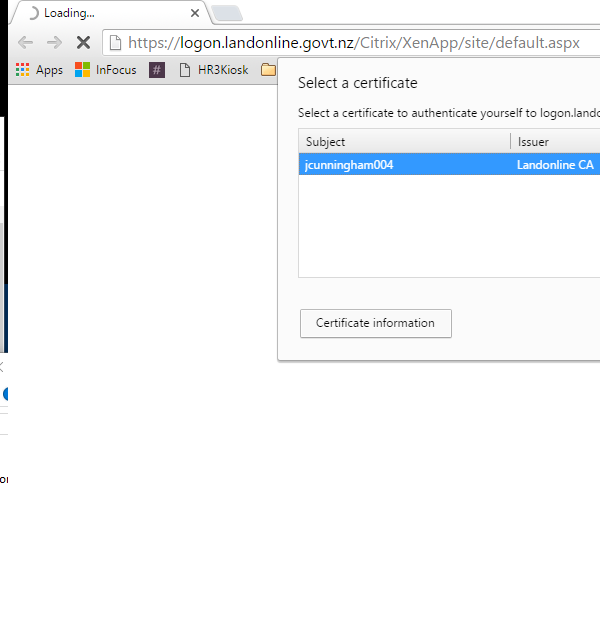 Loading...
https://logon.landonline.govt.nz/Citrix/XenApp/site/default.aspx
Apps InFocus # HR3Kiosk
Select a certificate
Select a certificate to authenticate yourself to logon.lando
Subject Issuer
jcunningham004 Landonline CA
Certificate information